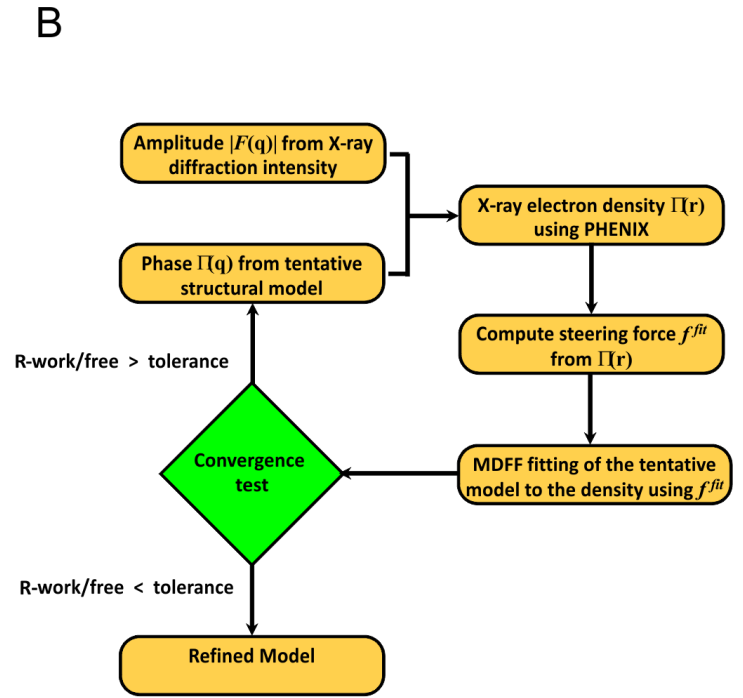 B
Amplitude |F(q)| from X-ray
diffraction intensity
Phase Π(q) from tentative
structural model
X-ray electron density Π(r)
using PHENIX
Compute steering force f^fit
from Π(r)
MDFF fitting of the tentative
model to the density using f^fit
R-work/free > tolerance
Convergence
test
R-work/free < tolerance
Refined Model